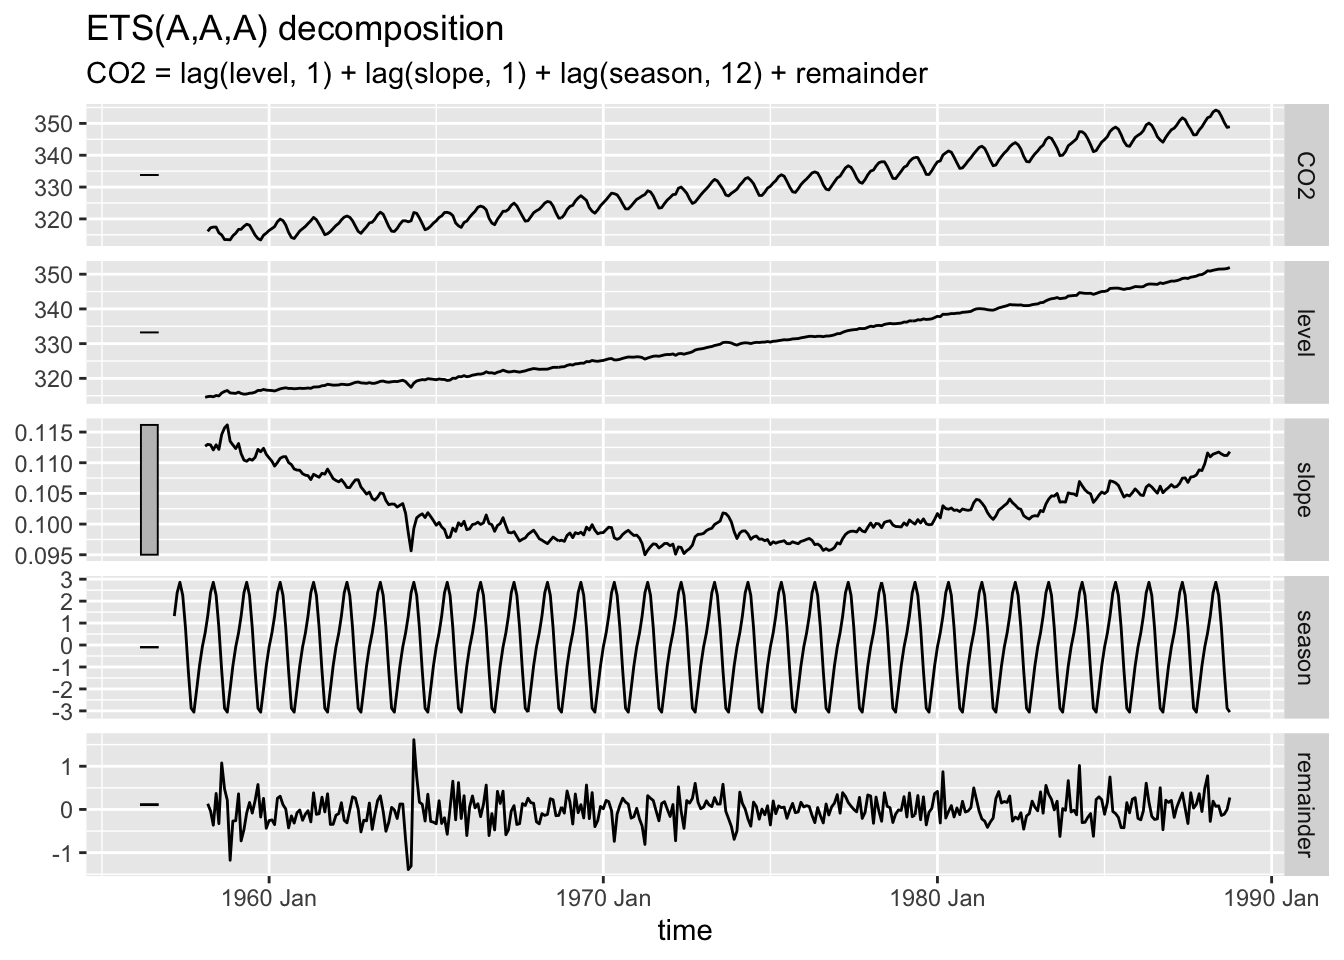 ETS(A,A,A) decomposition
CO2 = lag(level, 1) + lag(slope, 1) + lag(season, 12) + remainder
350
340
330
320
CO2
350
340
330
320
level
0.115
0.110
0.105
0.100
0.095
slope
3
2
1
0
-1
-2
-3
season
1
0
-1
remainder
1960 Jan 1970 Jan 1980 Jan 1990 Jan
time